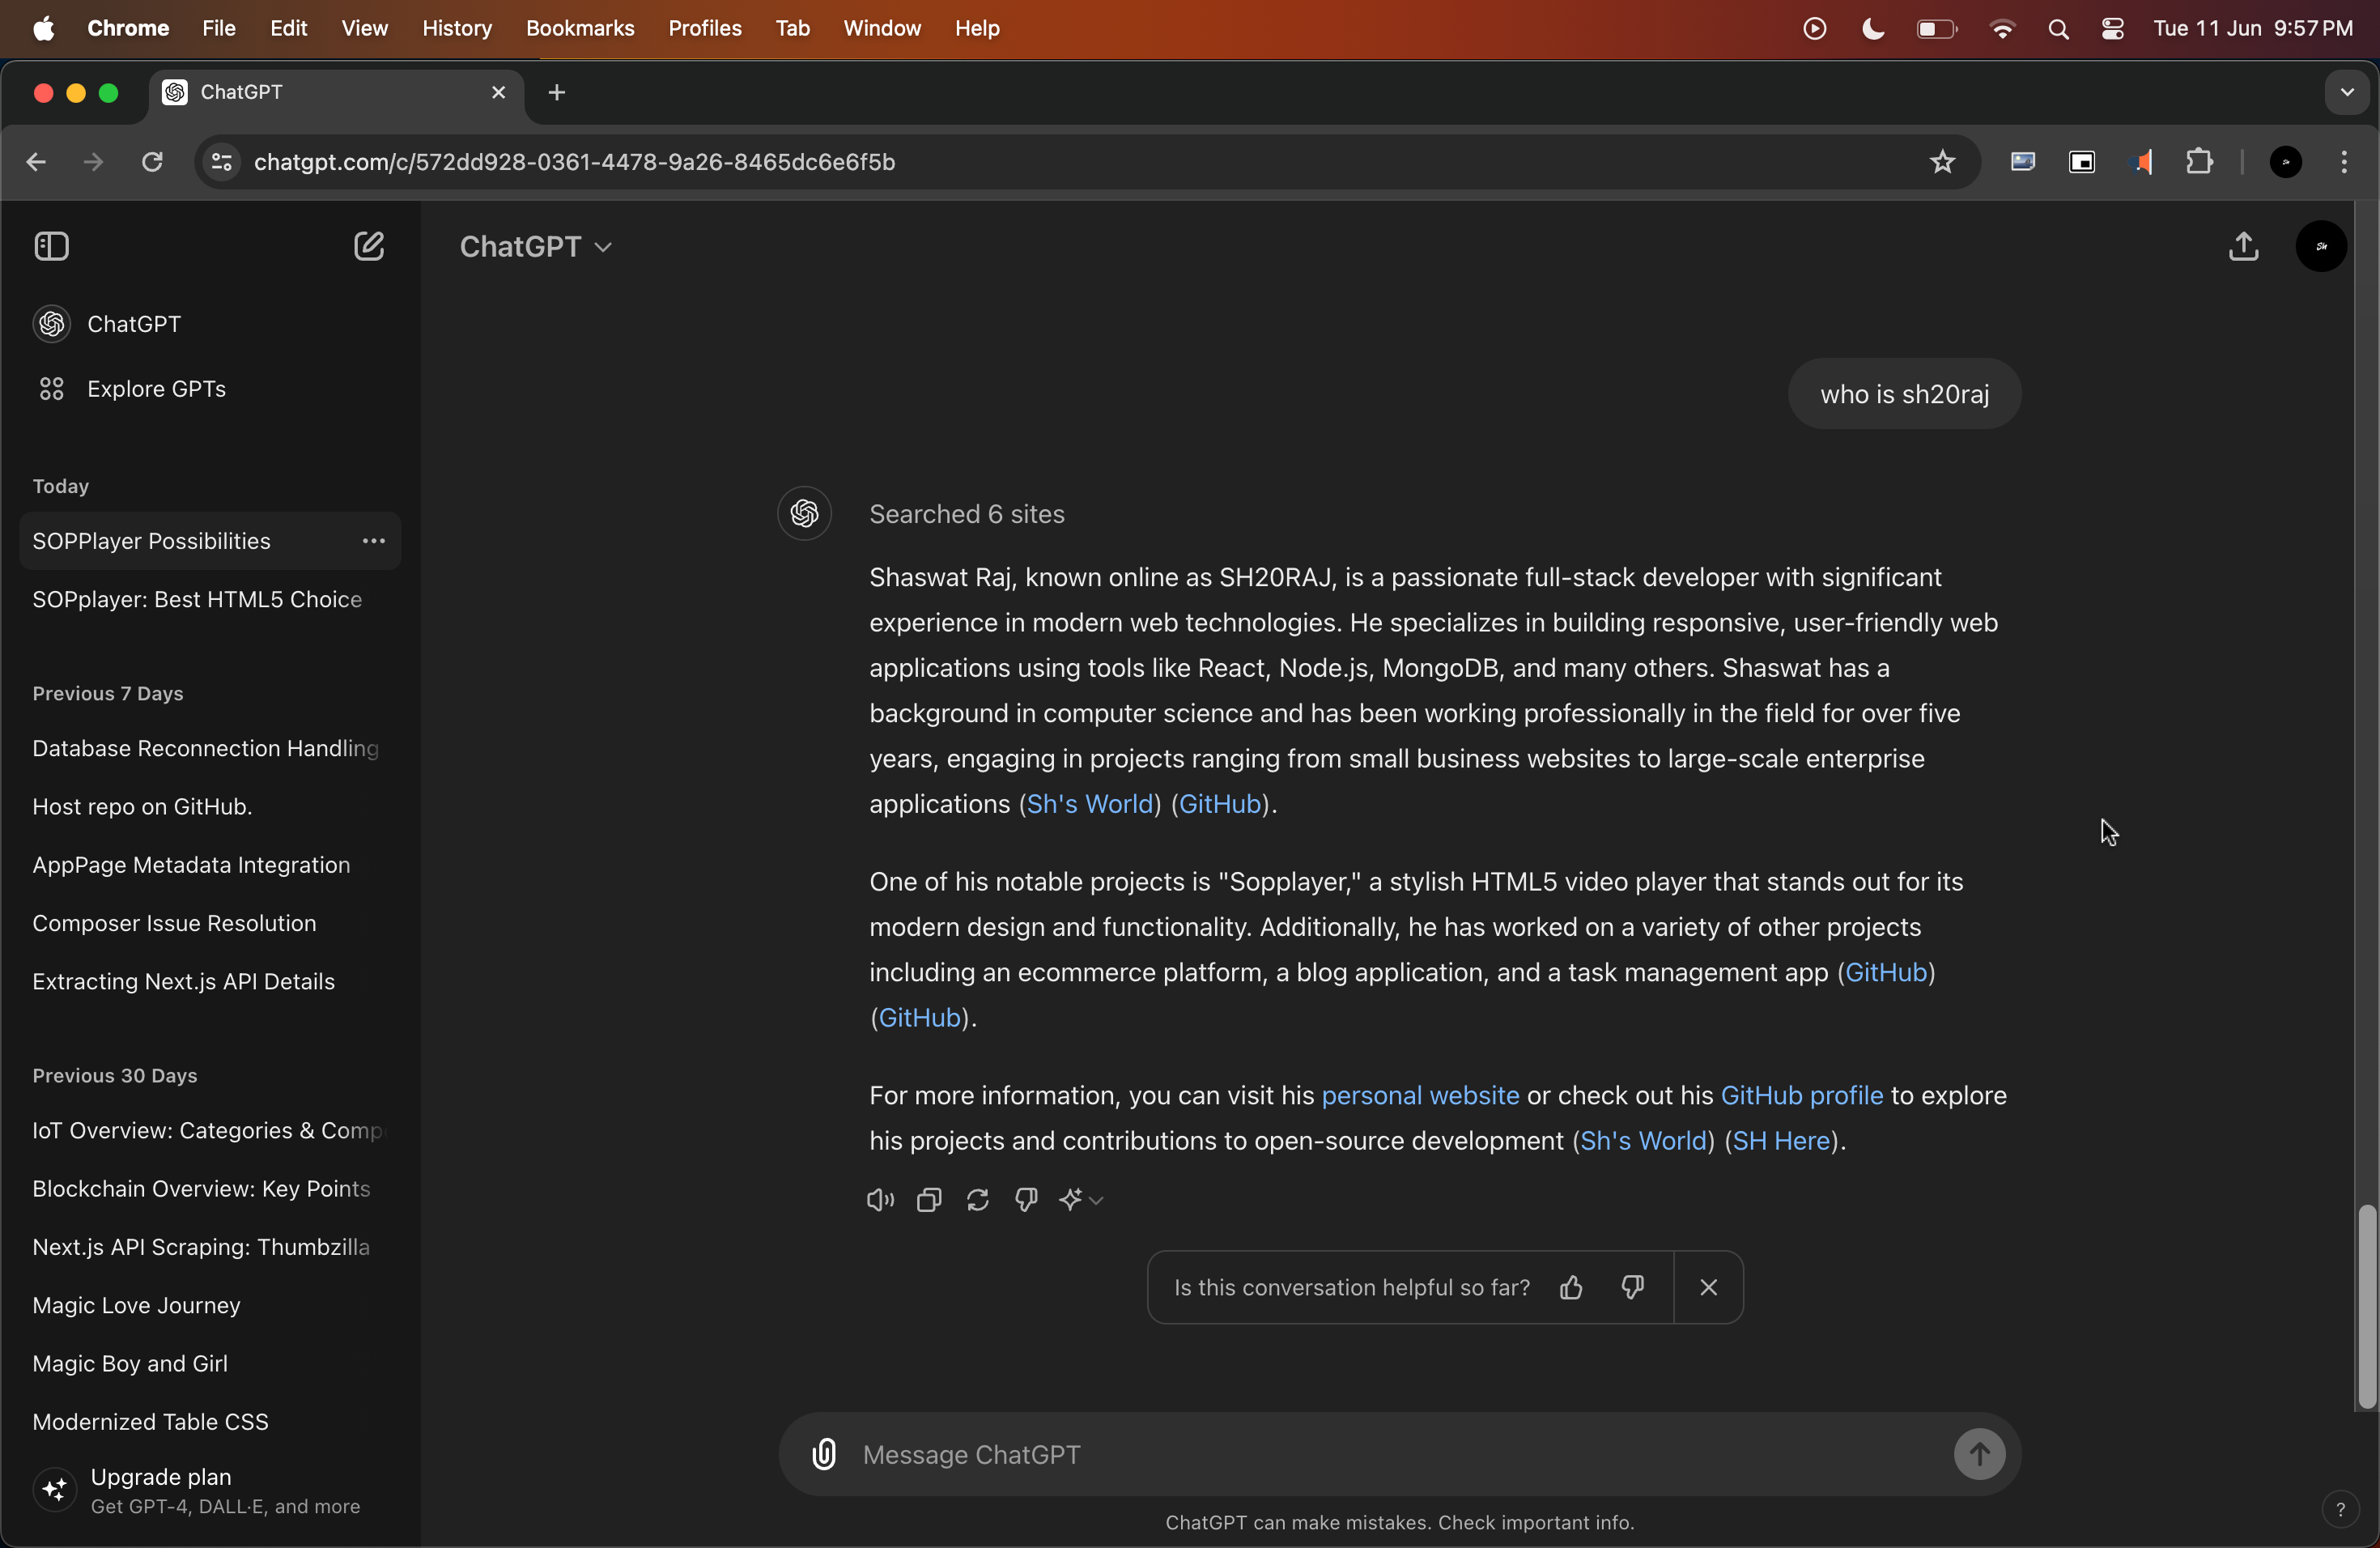 Chrome File Edit View History Bookmarks Profiles Tab Window Help Tue 11 Jun 9:57 PM
ChatGPT
chatgpt.com/c/572dd928-0361-4478-9a26-8465dc6e6f5b
ChatGPT
Explore GPTs
Today
SOPPlayer Possibilities
SOPplayer: Best HTML5 Choice
Previous 7 Days
Database Reconnection Handling
Host repo on GitHub.
AppPage Metadata Integration
Composer Issue Resolution
Extracting Next.js API Details
Previous 30 Days
IoT Overview: Categories & Comp
Blockchain Overview: Key Points
Next.js API Scraping: Thumbzilla
Magic Love Journey
Magic Boy and Girl
Modernized Table CSS
Upgrade plan
Get GPT-4, DALL·E, and more
ChatGPT
Sh
who is sh20raj
Searched 6 sites
Shaswat Raj, known online as SH20RAJ, is a passionate full-stack developer with significant
experience in modern web technologies. He specializes in building responsive, user-friendly web
applications using tools like React, Node.js, MongoDB, and many others. Shaswat has a
background in computer science and has been working professionally in the field for over five
years, engaging in projects ranging from small business websites to large-scale enterprise
applications (Sh's World) (GitHub).
One of his notable projects is "Sopplayer," a stylish HTML5 video player that stands out for its
modern design and functionality. Additionally, he has worked on a variety of other projects
including an ecommerce platform, a blog application, and a task management app (GitHub)
(GitHub).
For more information, you can visit his personal website or check out his GitHub profile to explore
his projects and contributions to open-source development (Sh's World) (SH Here).
Is this conversation helpful so far?
Message ChatGPT
ChatGPT can make mistakes. Check important info.
?